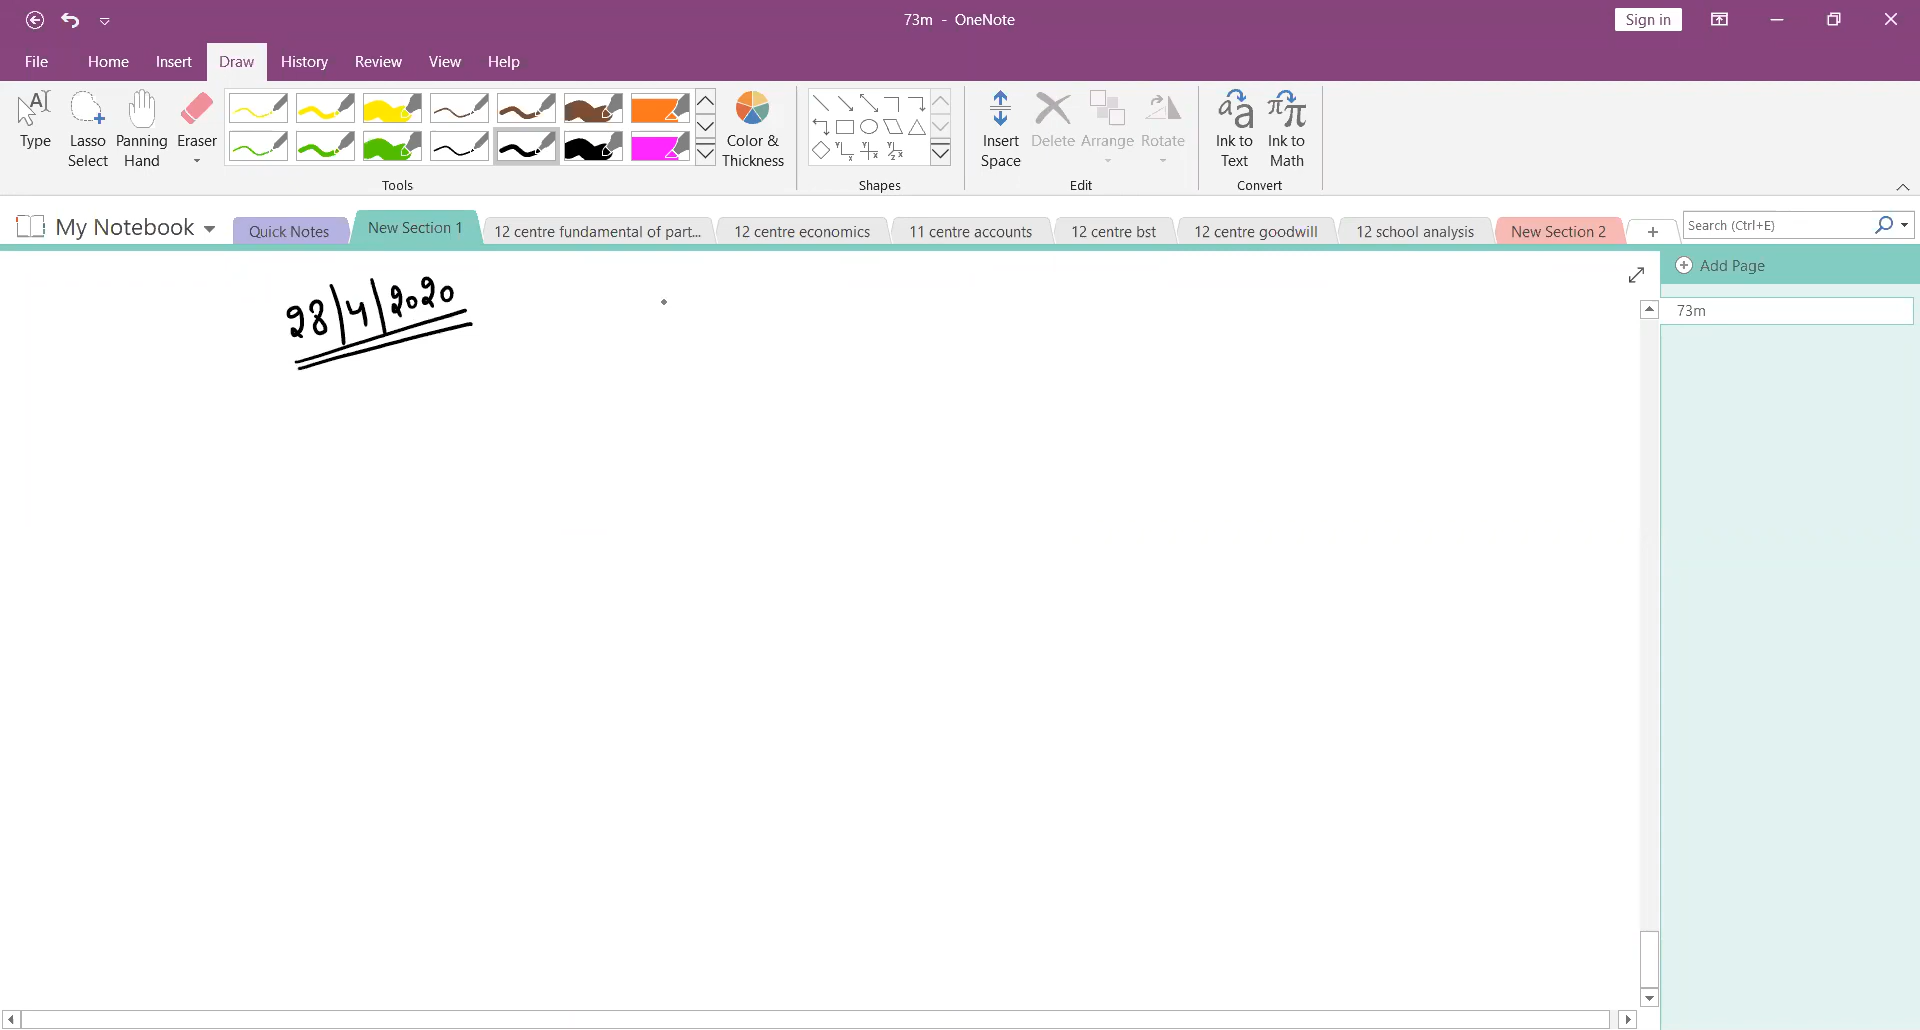 73m - OneNote
Sign in
File Home Insert Draw History Review View Help
Type
Lasso Select
Panning Hand
Eraser
Color & Thickness
Insert Space
Delete
Arrange
Rotate
Ink to Text
Ink to Math
Tools Shapes Edit Convert
My Notebook Quick Notes New Section 1 12 centre fundamental of part... 12 centre economics 11 centre accounts 12 centre bst 12 centre goodwill 12 school analysis New Section 2 + Search (Ctrl+E)
Add Page
73m
28|4|2020